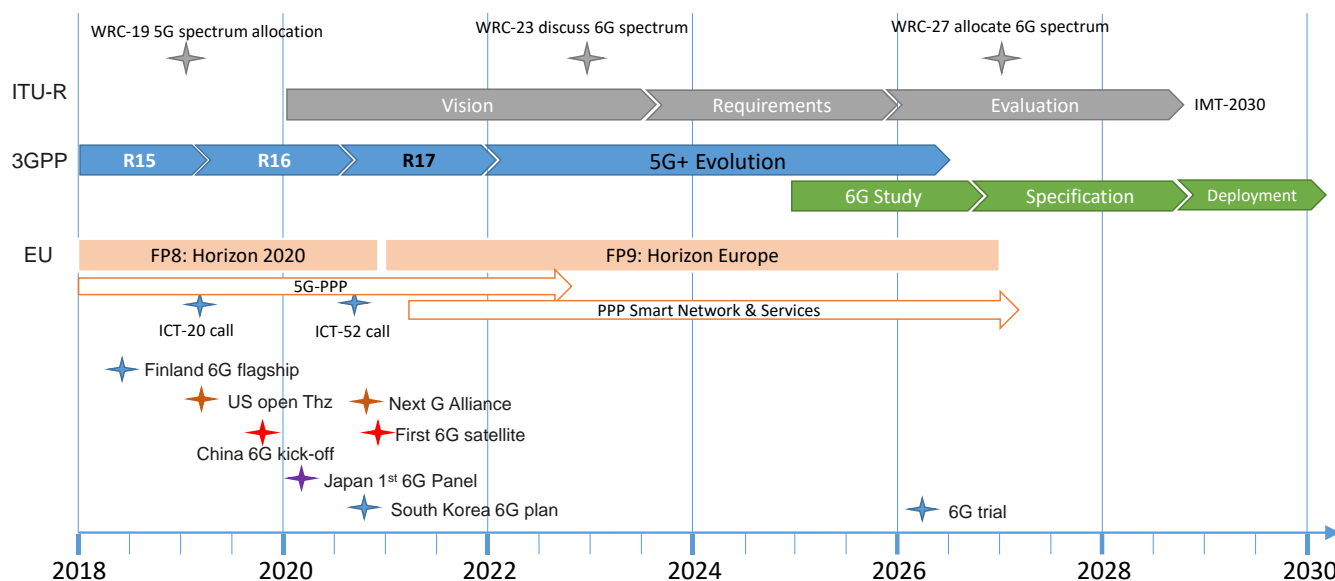 WRC-19 5G spectrum allocation
WRC-23 discuss 6G spectrum
WRC-27 allocate 6G spectrum
ITU-R
Vision
Requirements
Evaluation
IMT-2030
3GPP
R15
R16
R17
5G+ Evolution
6G Study
Specification
Deployment
EU
FP8: Horizon 2020
FP9: Horizon Europe
5G-PPP
PPP Smart Network & Services
ICT-20 call
ICT-52 call
Finland 6G flagship
US open Thz
Next G Alliance
First 6G satellite
China 6G kick-off
Japan 1st 6G Panel
South Korea 6G plan
6G trial
2018
2020
2022
2024
2026
2028
2030